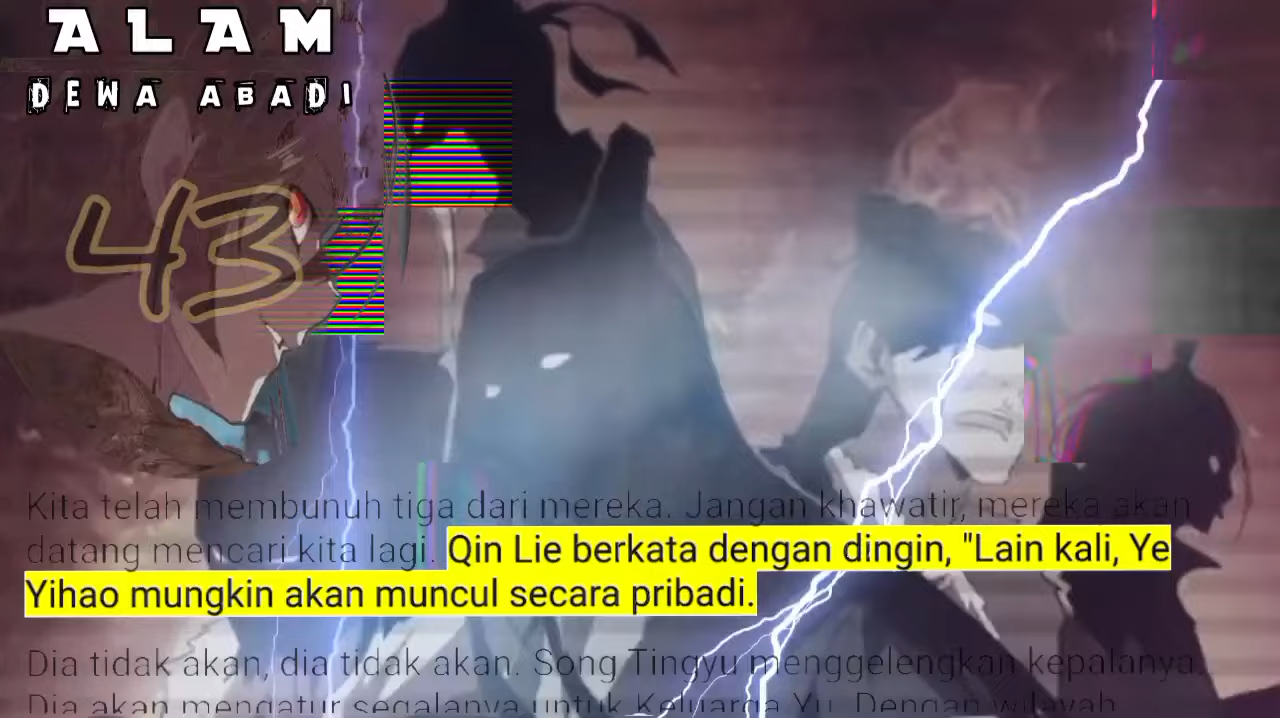 ALAM
DEWA ABADI
43
Kita telah membunuh tiga dari mereka. Jangan khawatir, mereka akan
datang mencari kita lagi. Qin Lie berkata dengan dingin, "Lain kali, Ye
Yihao mungkin akan muncul secara pribadi.
Dia tidak akan, dia tidak akan. Song Tingyu menggelengkan kepalanya.
Dia akan mengatur segalanya untuk Keluarga Yu. Dengan wilayah